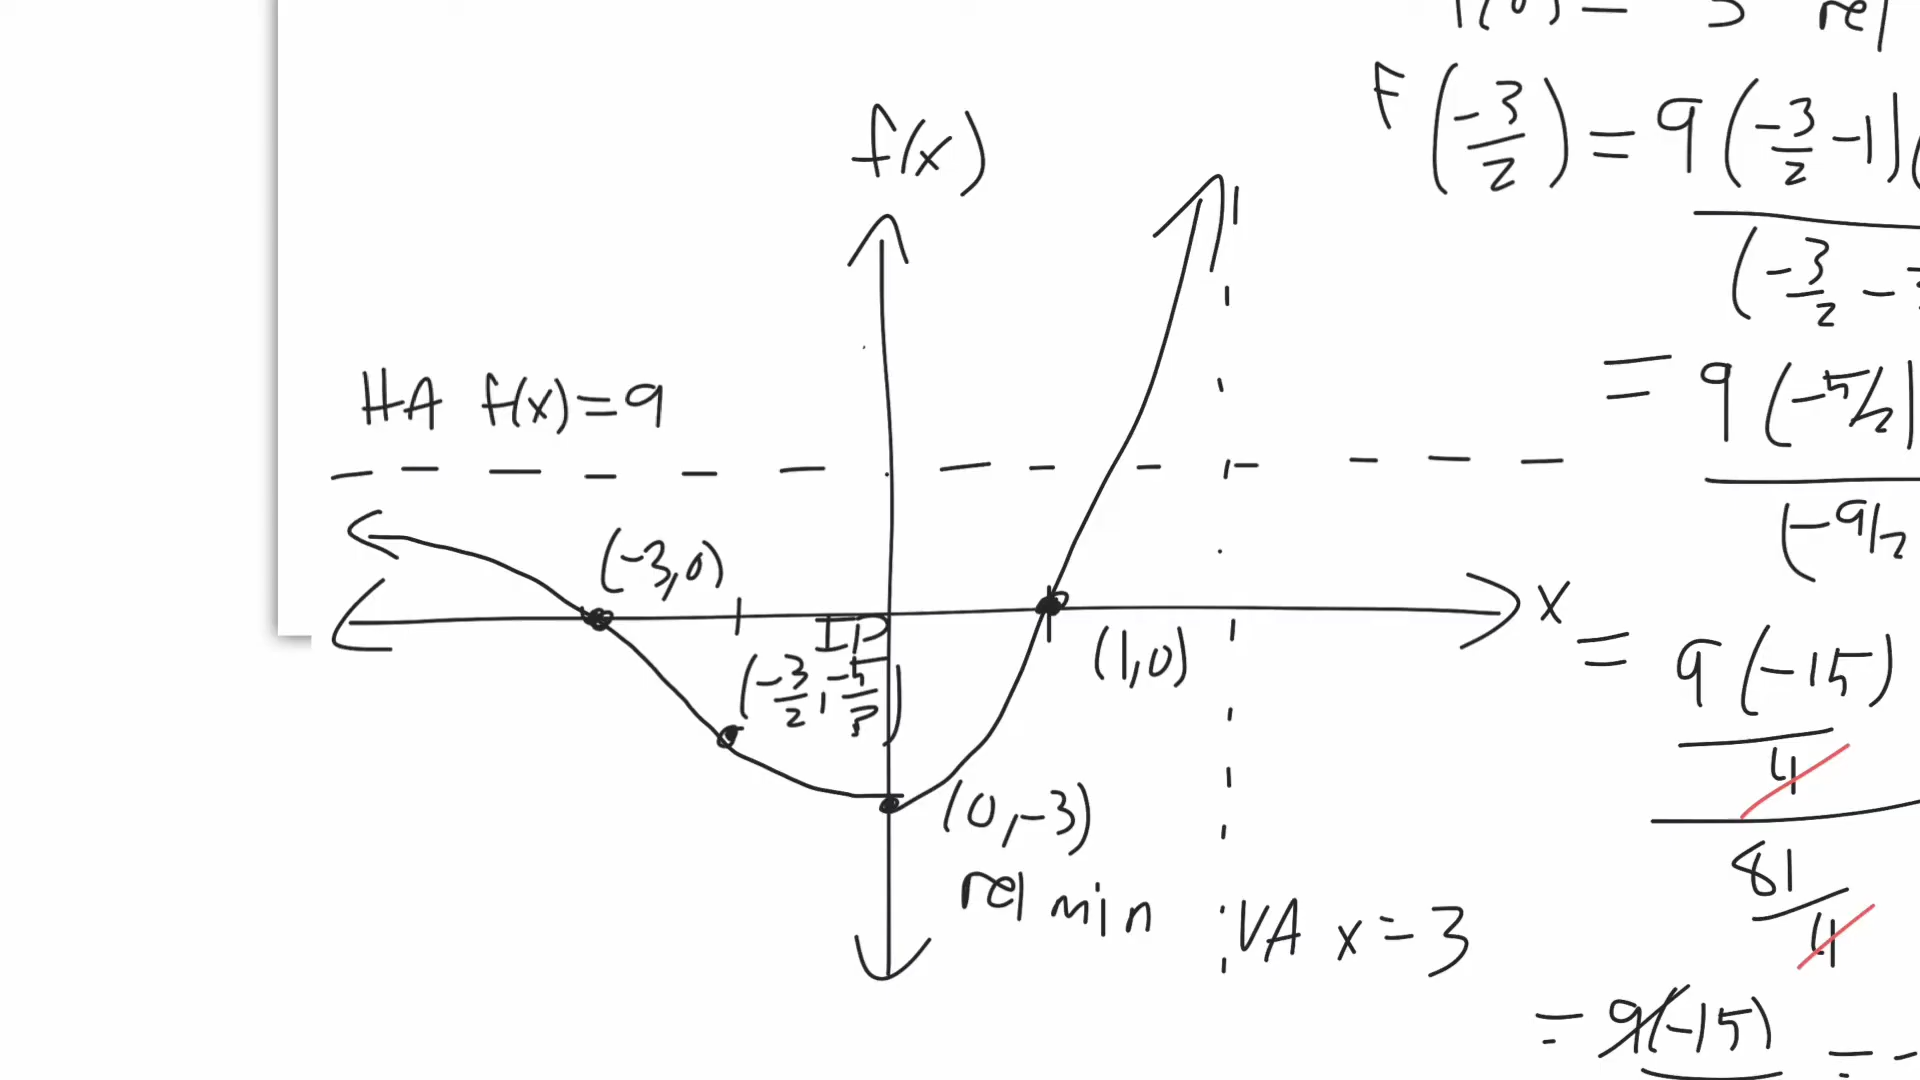 f(x)
HA f(x)=9
(-3,0)
IP
(-3/2, -5/3)
(1,0)
x
(0,-3)
rel min
VA x=3
rel
F(-3/2) = 9(-3/2 -1)(
(-3/2 -
= 9(-5/2)
(-9/2
= 9(-15)
4
81
4
= 9(-15)
= -